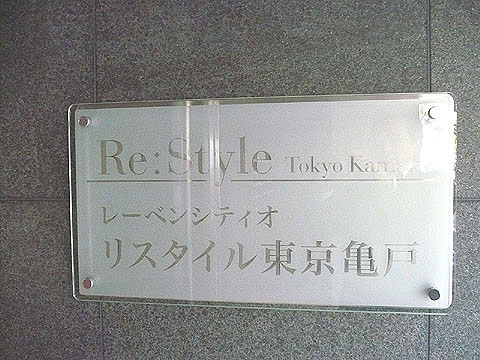 Re:Style Tokyo
レーベンシティオ
リスタイル東京亀戸